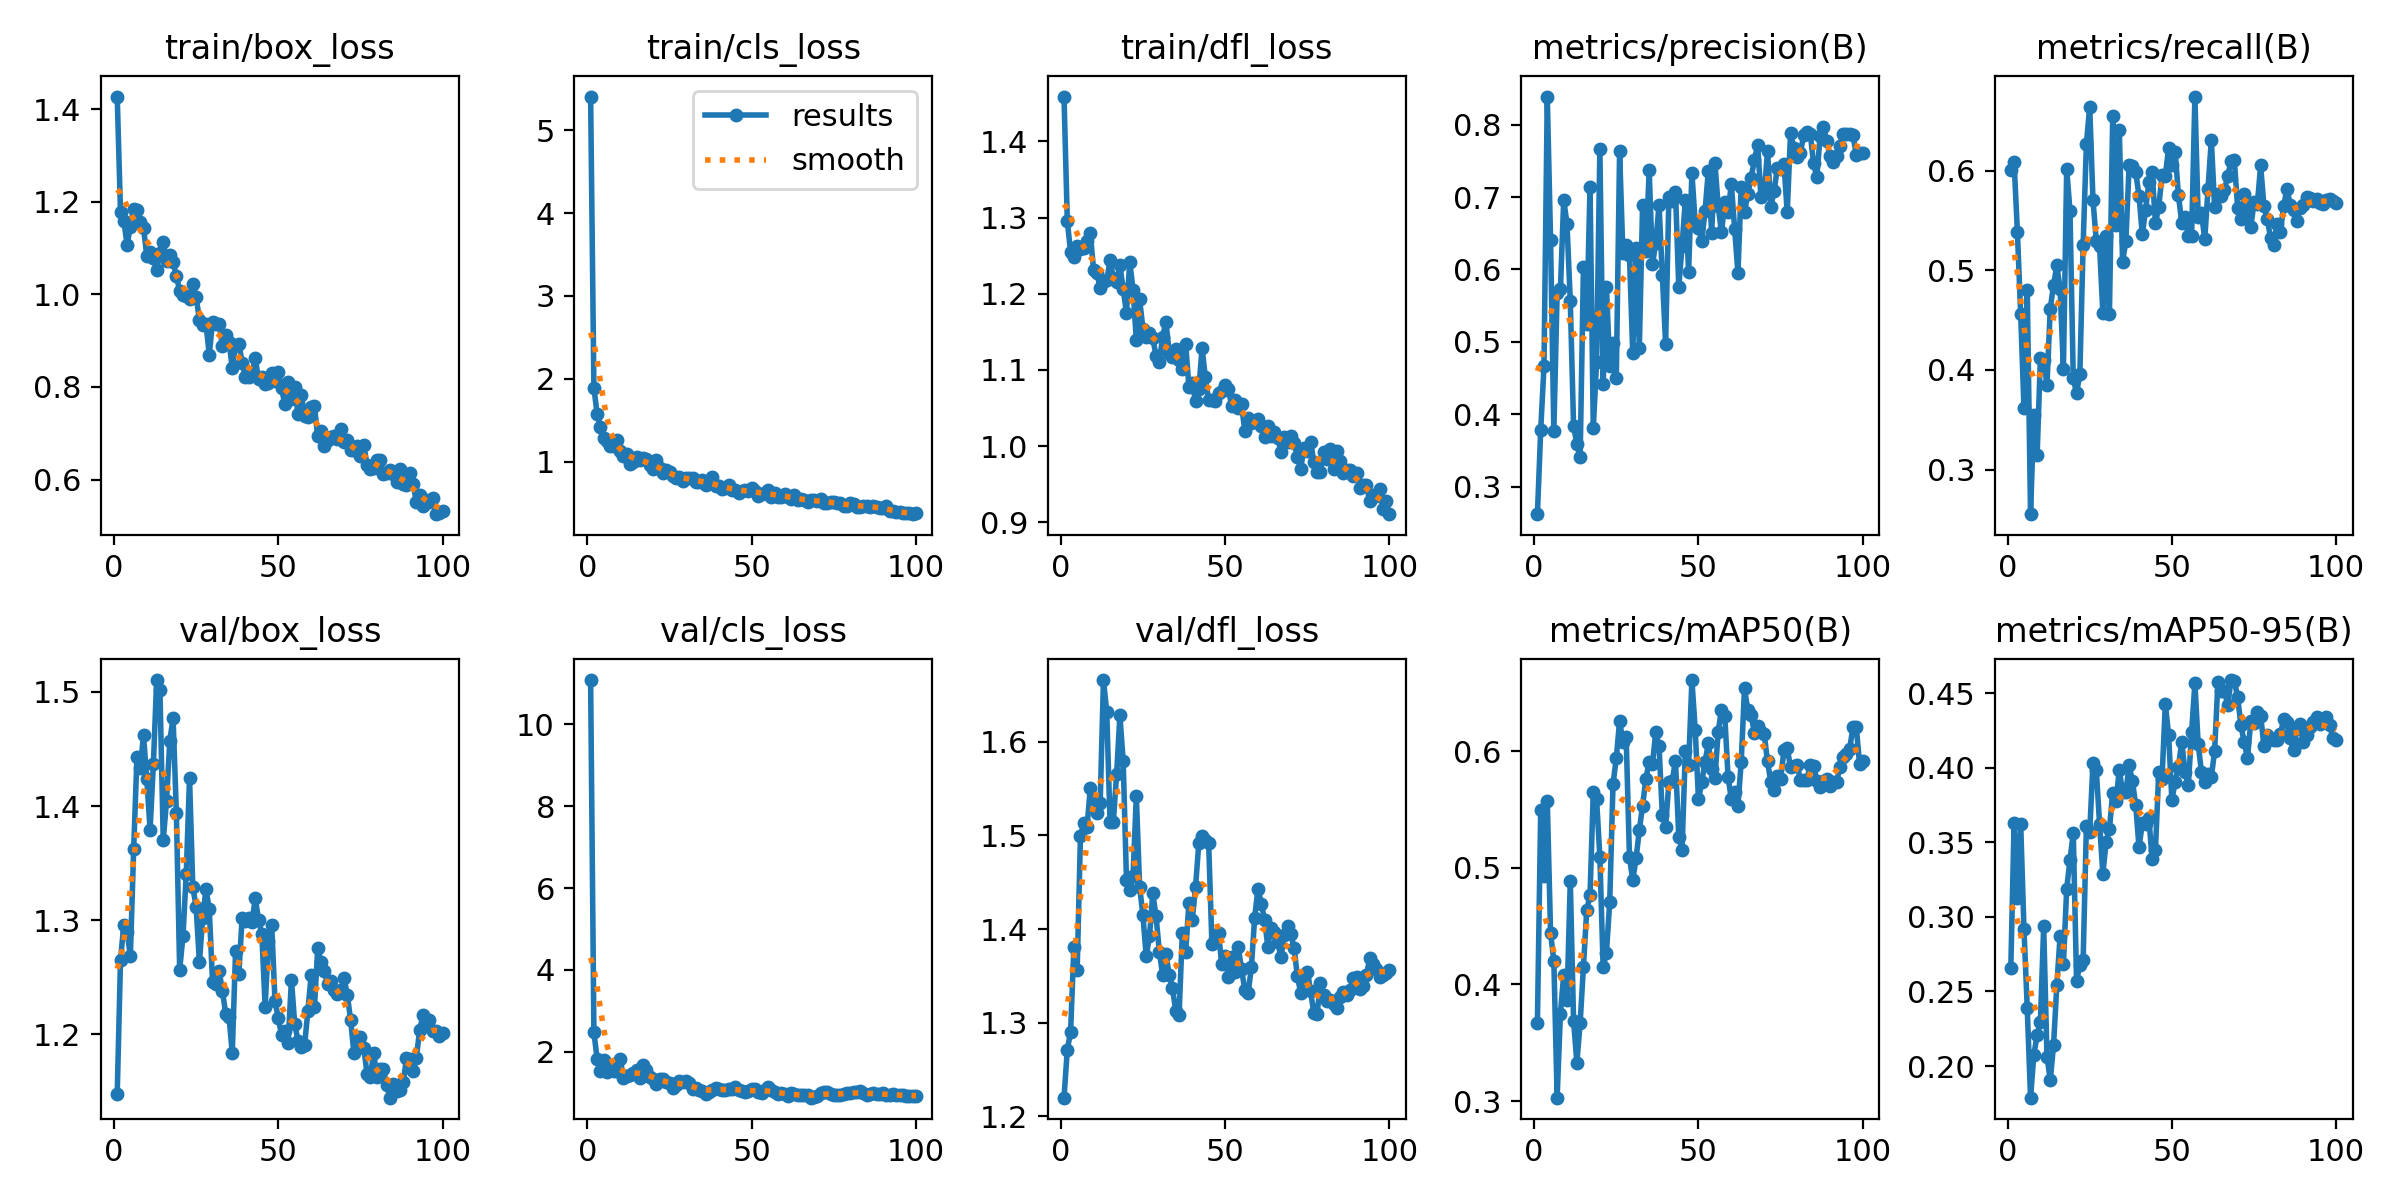 train/box_loss
1.4
1.2
1.0
0.8
0.6
0 50 100
train/cls_loss
results
smooth
5
4
3
2
1
0 50 100
train/dfl_loss
1.4
1.3
1.2
1.1
1.0
0.9
0 50 100
metrics/precision(B)
0.8
0.7
0.6
0.5
0.4
0.3
0 50 100
metrics/recall(B)
0.6
0.5
0.4
0.3
0 50 100
val/box_loss
1.5
1.4
1.3
1.2
0 50 100
val/cls_loss
10
8
6
4
2
0 50 100
val/dfl_loss
1.6
1.5
1.4
1.3
1.2
0 50 100
metrics/mAP50(B)
0.6
0.5
0.4
0.3
0 50 100
metrics/mAP50-95(B)
0.45
0.40
0.35
0.30
0.25
0.20
0 50 100